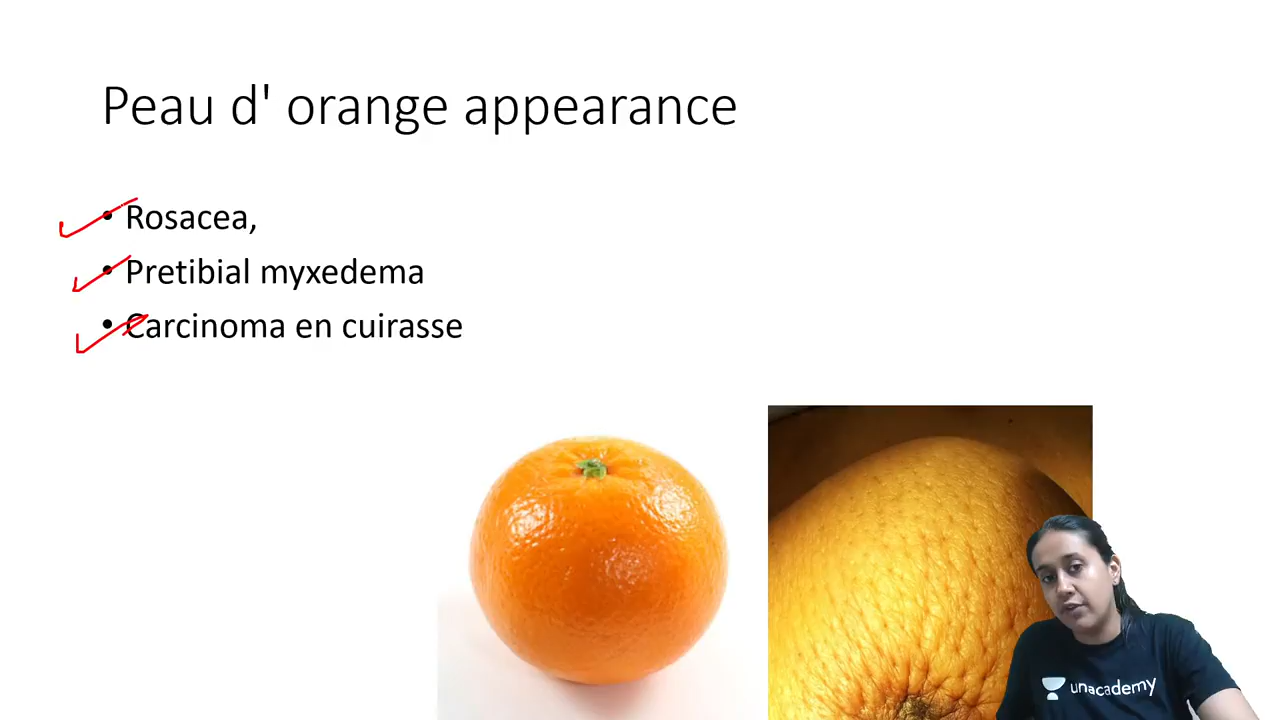 Peau d' orange appearance
• Rosacea,
• Pretibial myxedema
• Carcinoma en cuirasse
unacademy